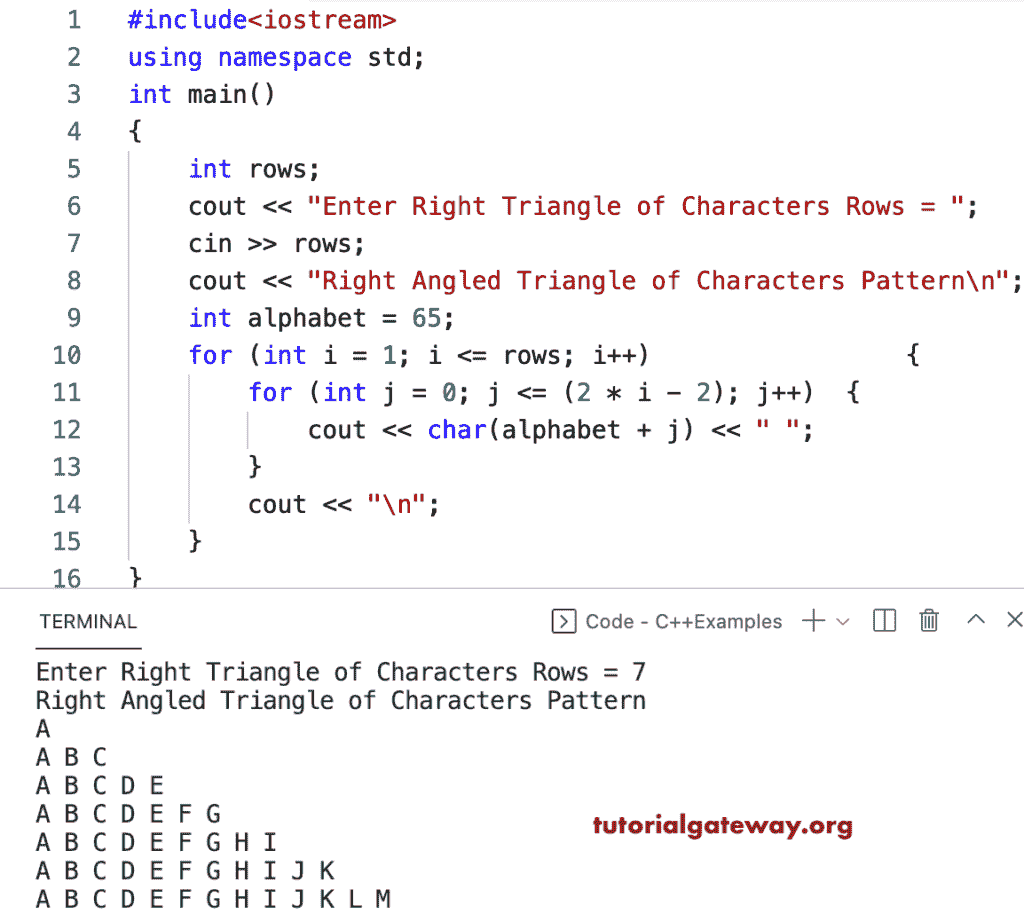 1 #include<iostream>
2 using namespace std;
3 int main()
4 {
5     int rows;
6     cout << "Enter Right Triangle of Characters Rows = ";
7     cin >> rows;
8     cout << "Right Angled Triangle of Characters Pattern\n";
9     int alphabet = 65;
10     for (int i = 1; i <= rows; i++)                 {
11         for (int j = 0; j <= (2 * i - 2); j++)  {
12             cout << char(alphabet + j) << " ";
13         }
14         cout << "\n";
15     }
16 }
TERMINAL Code - C++Examples
Enter Right Triangle of Characters Rows = 7
Right Angled Triangle of Characters Pattern
A
A B C
A B C D E
A B C D E F G
A B C D E F G H I
A B C D E F G H I J K
A B C D E F G H I J K L M
tutorialgateway.org